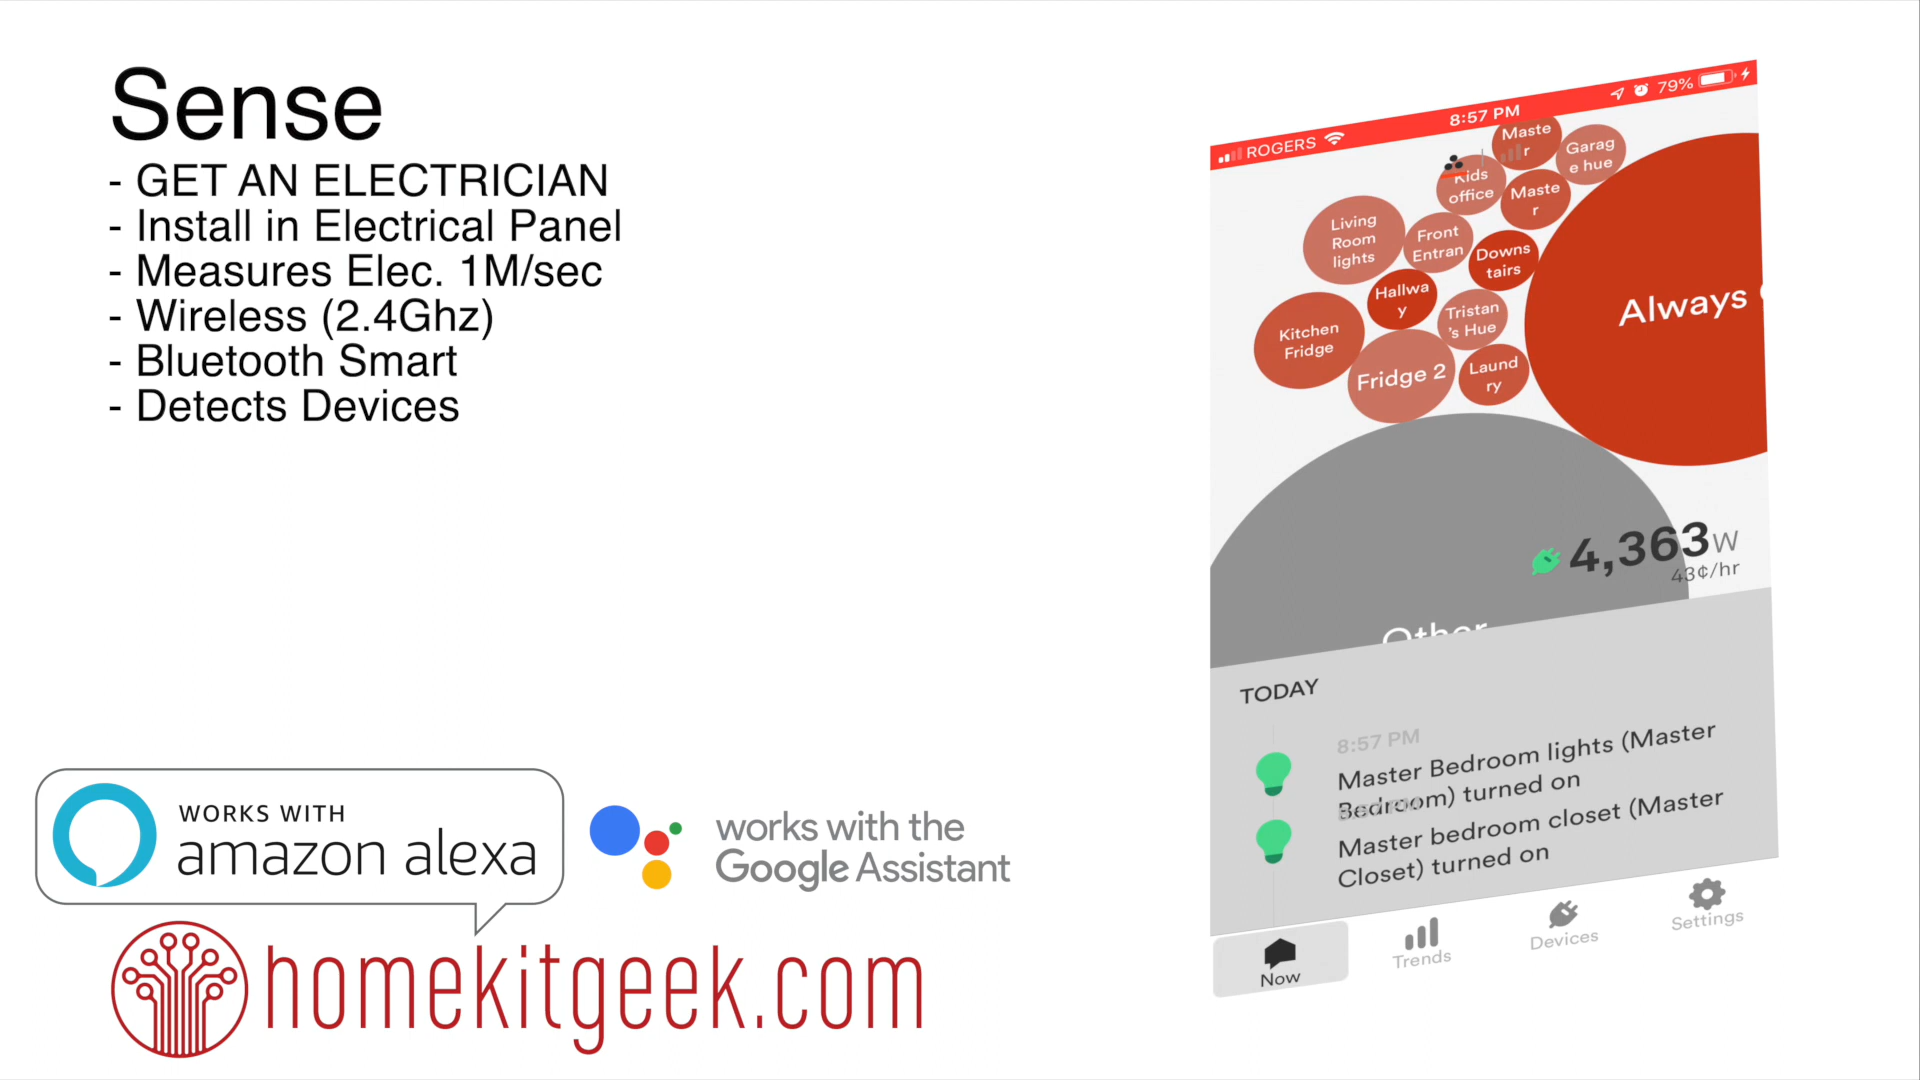 Sense
- GET AN ELECTRICIAN
- Install in Electrical Panel
- Measures Elec. 1M/sec
- Wireless (2.4Ghz)
- Bluetooth Smart
- Detects Devices
WORKS WITH
amazon alexa
works with the
Google Assistant
homekitgeek.com
ROGERS
8:57 PM
79%
Maste
r
Garag
e hue
Kids
office
Maste
r
Living
Room
lights
Front
Entran
Downs
tairs
Always
Hallwa
y
Tristan
's Hue
Kitchen
Fridge
Fridge 2
Laund
ry
4,363W
43¢/hr
Other
TODAY
8:57 PM
Master Bedroom lights (Master
Bedroom) turned on
8:57 PM
Master bedroom closet (Master
Closet) turned on
Now
Trends
Devices
Settings